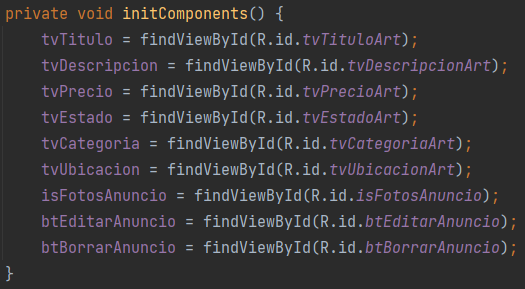 private void initComponents() {
tvTitulo = findViewById(R.id.tvTituloArt);
tvDescripcion = findViewById(R.id.tvDescripcionArt);
tvPrecio = findViewById(R.id.tvPrecioArt);
tvEstado = findViewById(R.id.tvEstadoArt);
tvCategoria = findViewById(R.id.tvCategoriaArt);
tvUbicacion = findViewById(R.id.tvUbicacionArt);
isFotosAnuncio = findViewById(R.id.isFotosAnuncio);
btEditarAnuncio = findViewById(R.id.btEditarAnuncio);
btBorrarAnuncio = findViewById(R.id.btBorrarAnuncio);
}